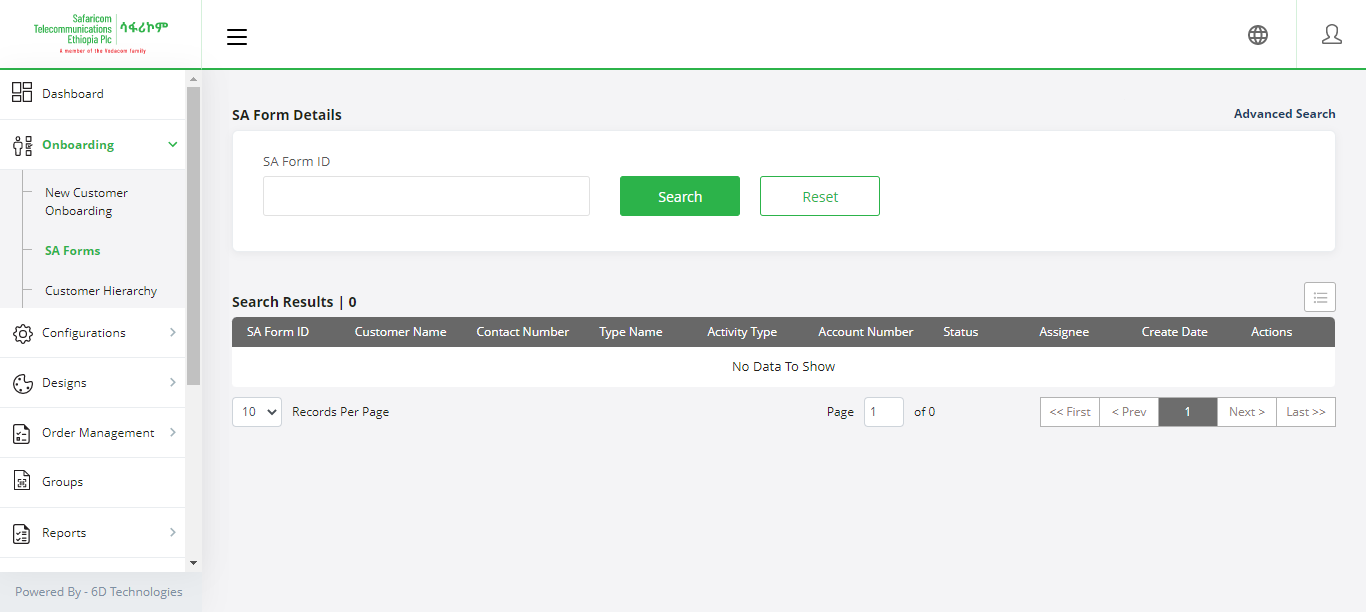 Safaricom
Telecommunications
Ethiopia Plc
ሳፋሪኮም
A member of the Vodacom family
Dashboard
Onboarding
New Customer
Onboarding
SA Forms
Customer Hierarchy
Configurations
Designs
Order Management
Groups
Reports
Powered By - 6D Technologies
SA Form Details
Advanced Search
SA Form ID
Search
Reset
Search Results | 0
SA Form ID Customer Name Contact Number Type Name Activity Type Account Number Status Assignee Create Date Actions
No Data To Show
10 Records Per Page
Page 1 of 0
<< First < Prev 1 Next > Last >>